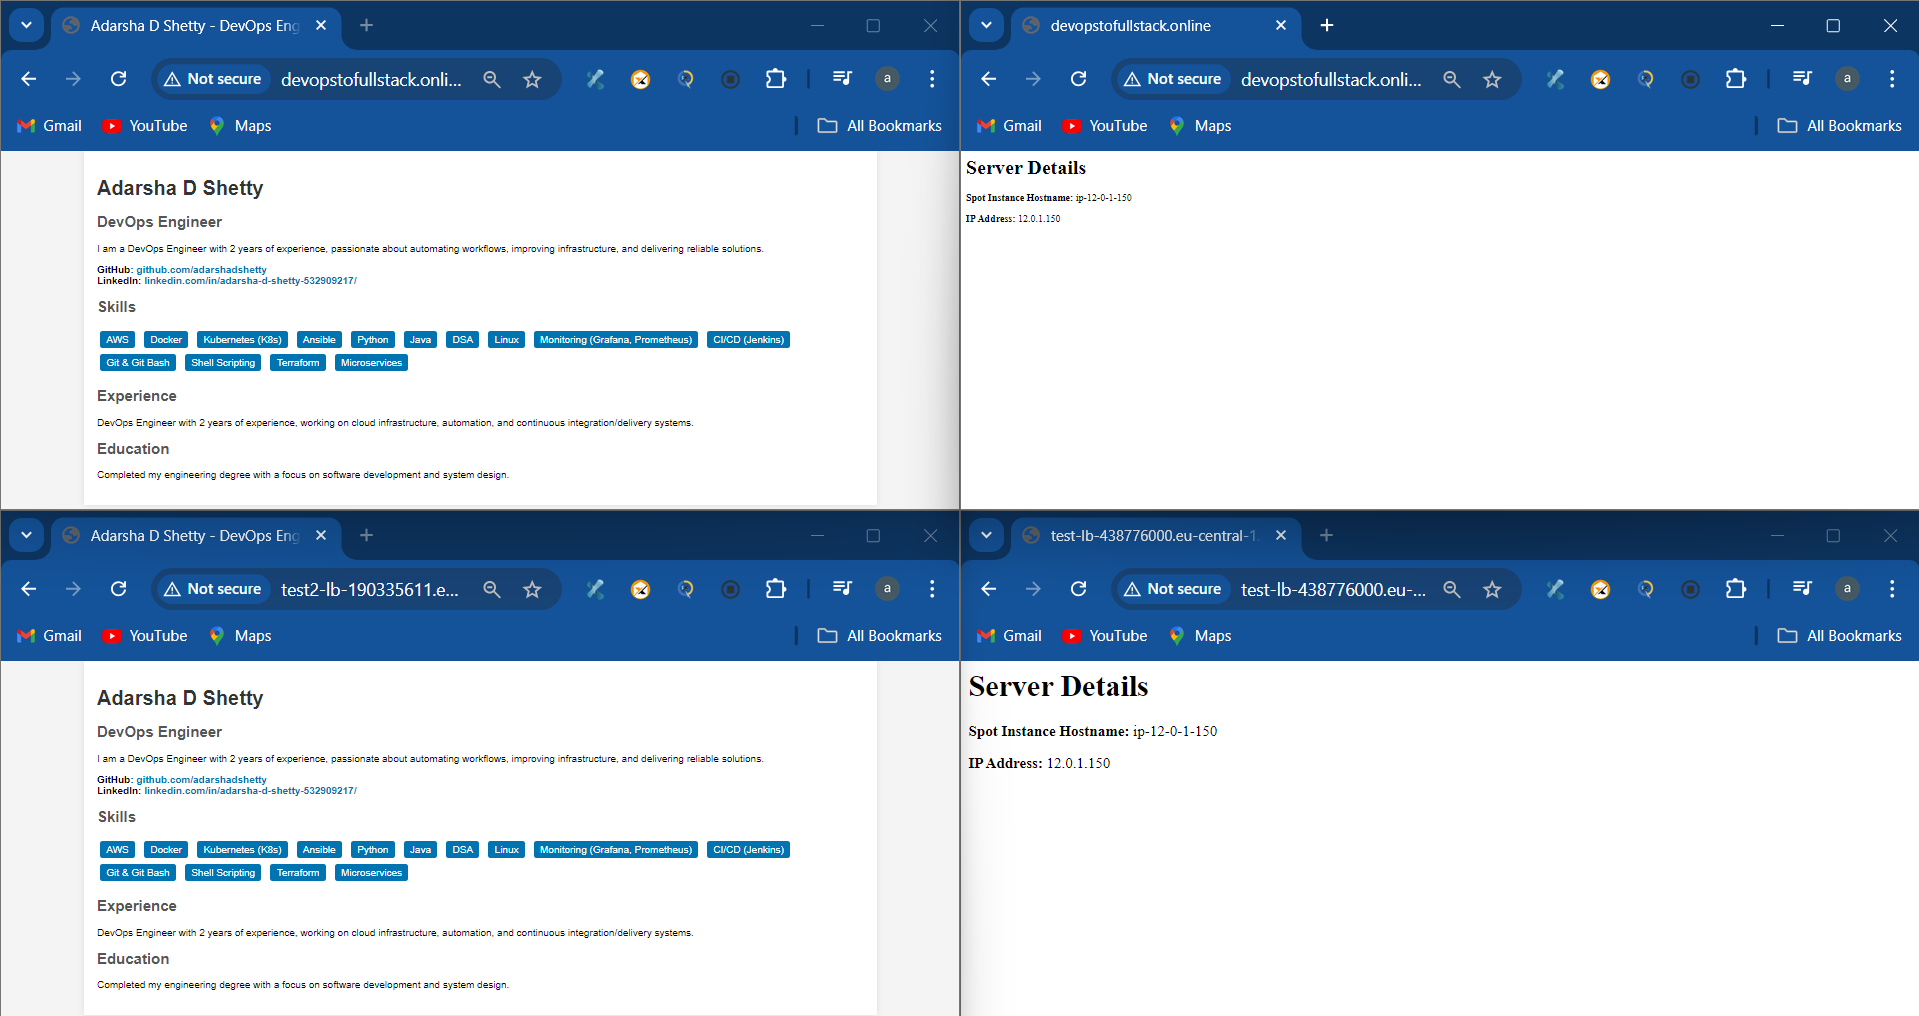 Adarsha D Shetty - DevOps Eng
Not secure
devopstofullstack.onli...
a
Gmail
YouTube
Maps
All Bookmarks
Adarsha D Shetty
DevOps Engineer
I am a DevOps Engineer with 2 years of experience, passionate about automating workflows, improving infrastructure, and delivering reliable solutions.
GitHub: github.com/adarshadshetty
LinkedIn: linkedin.com/in/adarsha-d-shetty-532909217/
Skills
AWS Docker Kubernetes (K8s) Ansible Python Java DSA Linux Monitoring (Grafana, Prometheus) CI/CD (Jenkins)
Git & Git Bash Shell Scripting Terraform Microservices
Experience
DevOps Engineer with 2 years of experience, working on cloud infrastructure, automation, and continuous integration/delivery systems.
Education
Completed my engineering degree with a focus on software development and system design.
devopstofullstack.online
Not secure
devopstofullstack.onli...
a
Gmail
YouTube
Maps
All Bookmarks
Server Details
Spot Instance Hostname: ip-12-0-1-150
IP Address: 12.0.1.150
Adarsha D Shetty - DevOps Eng
Not secure
test2-lb-190335611.e...
a
Gmail
YouTube
Maps
All Bookmarks
Adarsha D Shetty
DevOps Engineer
I am a DevOps Engineer with 2 years of experience, passionate about automating workflows, improving infrastructure, and delivering reliable solutions.
GitHub: github.com/adarshadshetty
LinkedIn: linkedin.com/in/adarsha-d-shetty-532909217/
Skills
AWS Docker Kubernetes (K8s) Ansible Python Java DSA Linux Monitoring (Grafana, Prometheus) CI/CD (Jenkins)
Git & Git Bash Shell Scripting Terraform Microservices
Experience
DevOps Engineer with 2 years of experience, working on cloud infrastructure, automation, and continuous integration/delivery systems.
Education
Completed my engineering degree with a focus on software development and system design.
test-lb-438776000.eu-central-1.
Not secure
test-lb-438776000.eu-...
a
Gmail
YouTube
Maps
All Bookmarks
Server Details
Spot Instance Hostname: ip-12-0-1-150
IP Address: 12.0.1.150